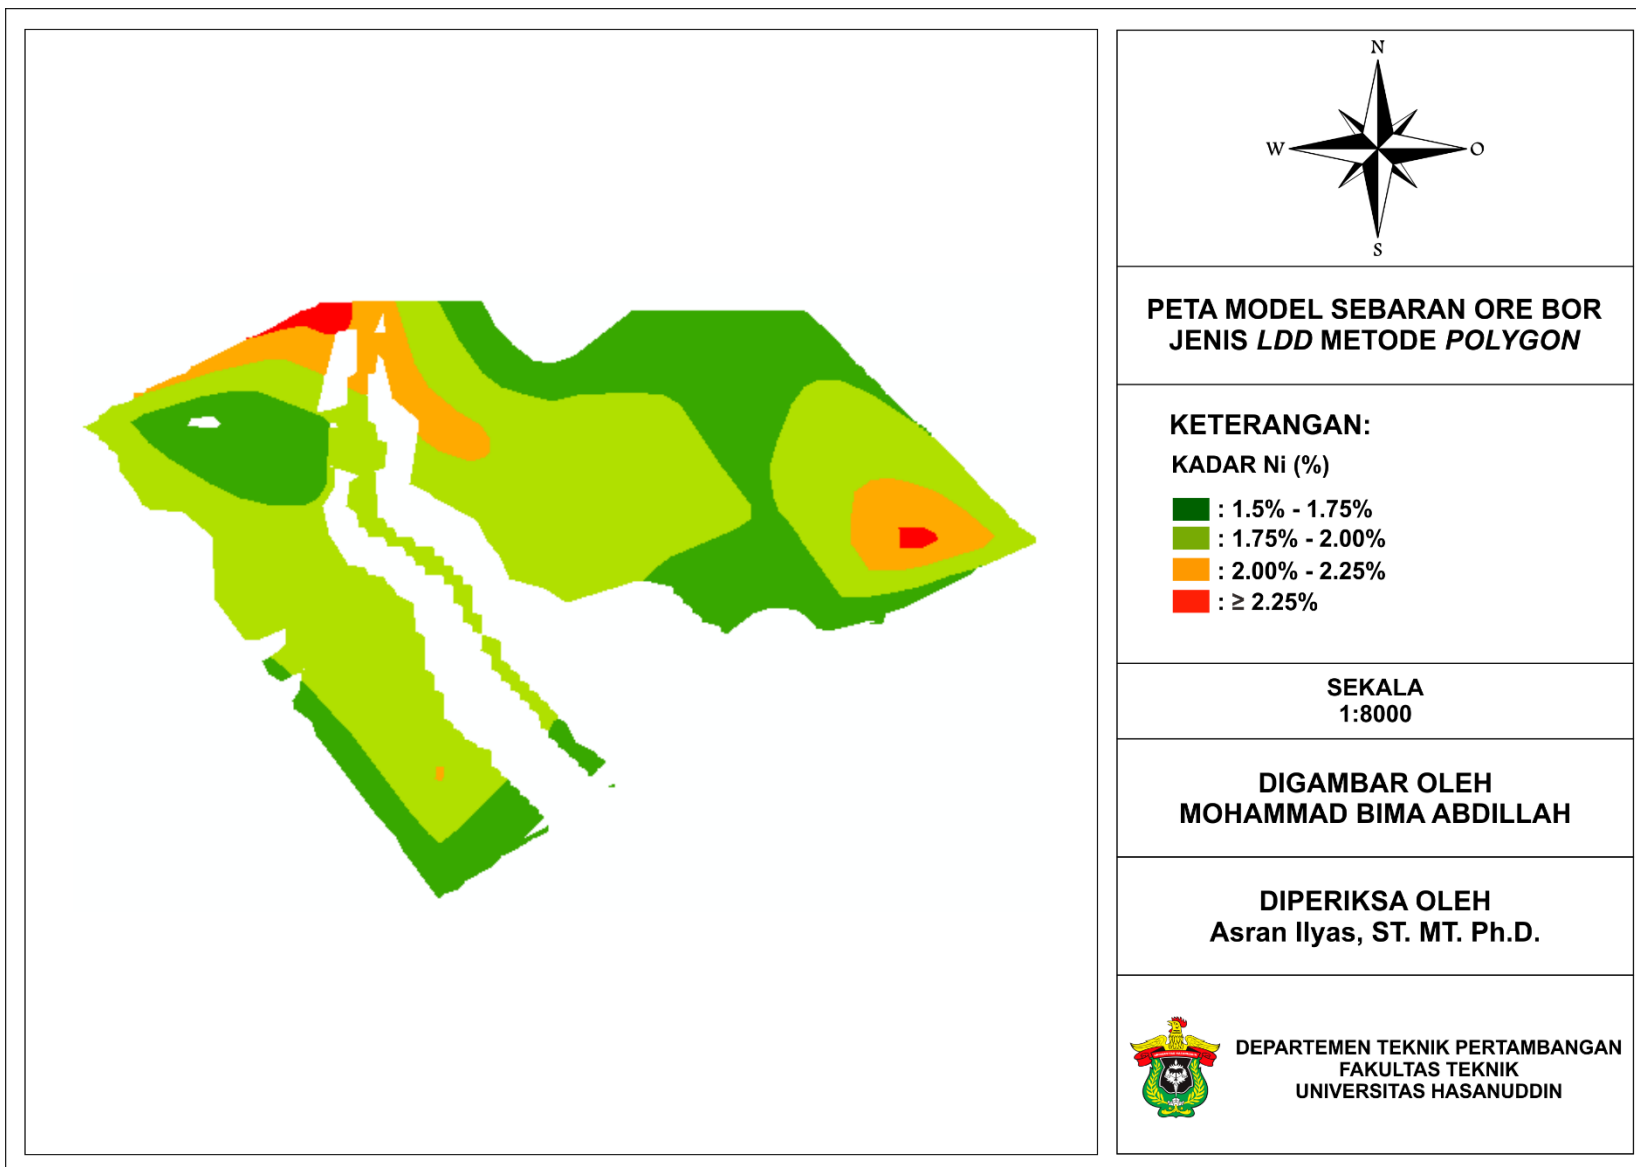 N
W
O
S
PETA MODEL SEBARAN ORE BOR
JENIS LDD METODE POLYGON
KETERANGAN:
KADAR Ni (%)
: 1.5% - 1.75%
: 1.75% - 2.00%
: 2.00% - 2.25%
: ≥ 2.25%
SEKALA
1:8000
DIGAMBAR OLEH
MOHAMMAD BIMA ABDILLAH
DIPERIKSA OLEH
Asran Ilyas, ST. MT. Ph.D.
DEPARTEMEN TEKNIK PERTAMBANGAN
FAKULTAS TEKNIK
UNIVERSITAS HASANUDDIN